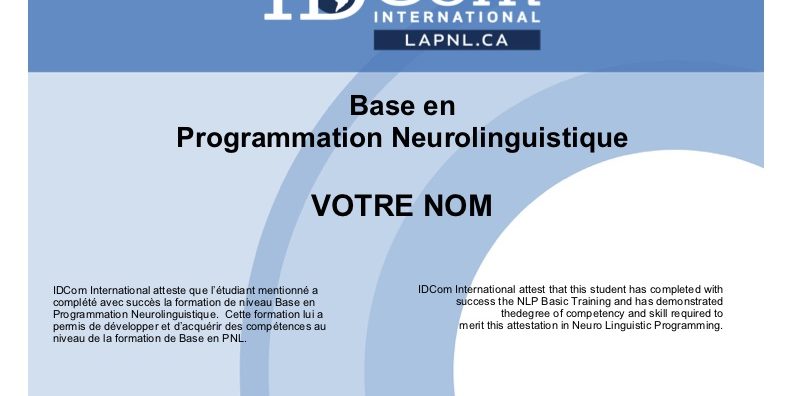 IDCom
INTERNATIONAL
LAPNL.CA
Base en
Programmation Neurolinguistique
VOTRE NOM
IDCom International atteste que l'étudiant mentionné a
complété avec succès la formation de niveau Base en
Programmation Neurolinguistique. Cette formation lui a
permis de développer et d'acquérir des compétences au
niveau de la formation de Base en PNL.
IDCom International attest that this student has completed with
success the NLP Basic Training and has demonstrated
thedegree of competency and skill required to
merit this attestation in Neuro Linguistic Programming.